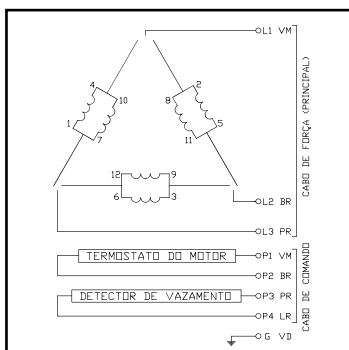 L1 VM
4
10
1
7
2
8
5
11
12
9
6
3
L2 BR
L3 PR
CABO DE FORÇA (PRINCIPAL)
TERMOSTATO DO MOTOR
P1 VM
P2 BR
DETECTOR DE VAZAMENTO
P3 PR
P4 LR
CABO DE COMANDO
G VD